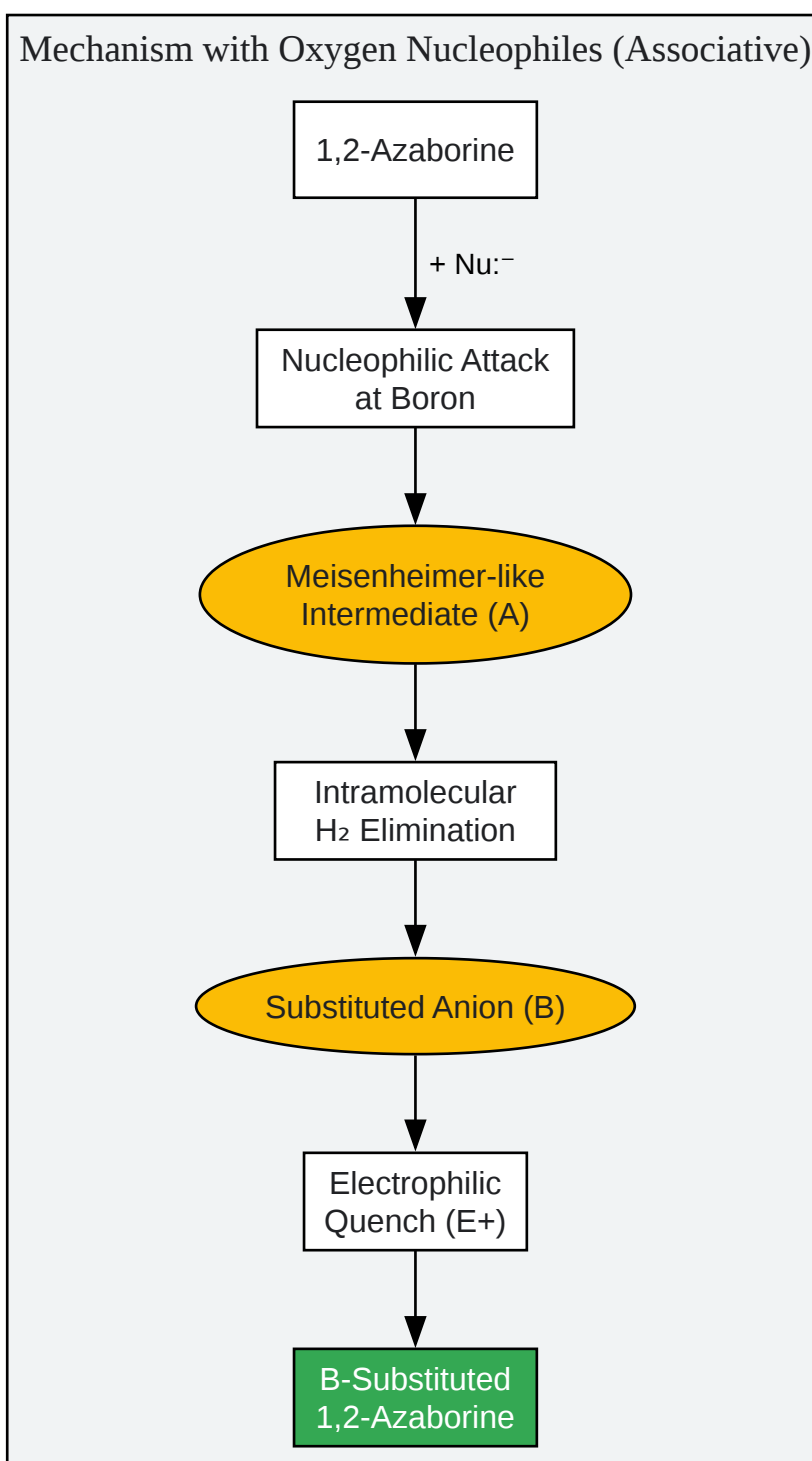 Mechanism with Oxygen Nucleophiles (Associative)
1,2-Azaborine
+ Nu:⁻
Nucleophilic Attack
at Boron
Meisenheimer-like
Intermediate (A)
Intramolecular
H₂ Elimination
Substituted Anion (B)
Electrophilic
Quench (E+)
B-Substituted
1,2-Azaborine